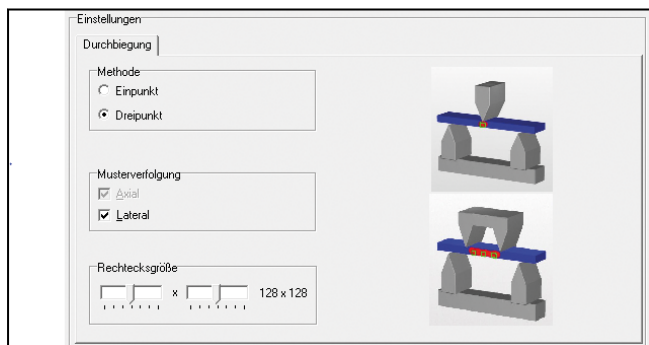 Einstellungen
Durchbiegung
Methode
Einpunkt
Dreipunkt
Musterverfolgung
Axial
Lateral
Rechtecksgröße
x 128 x 128